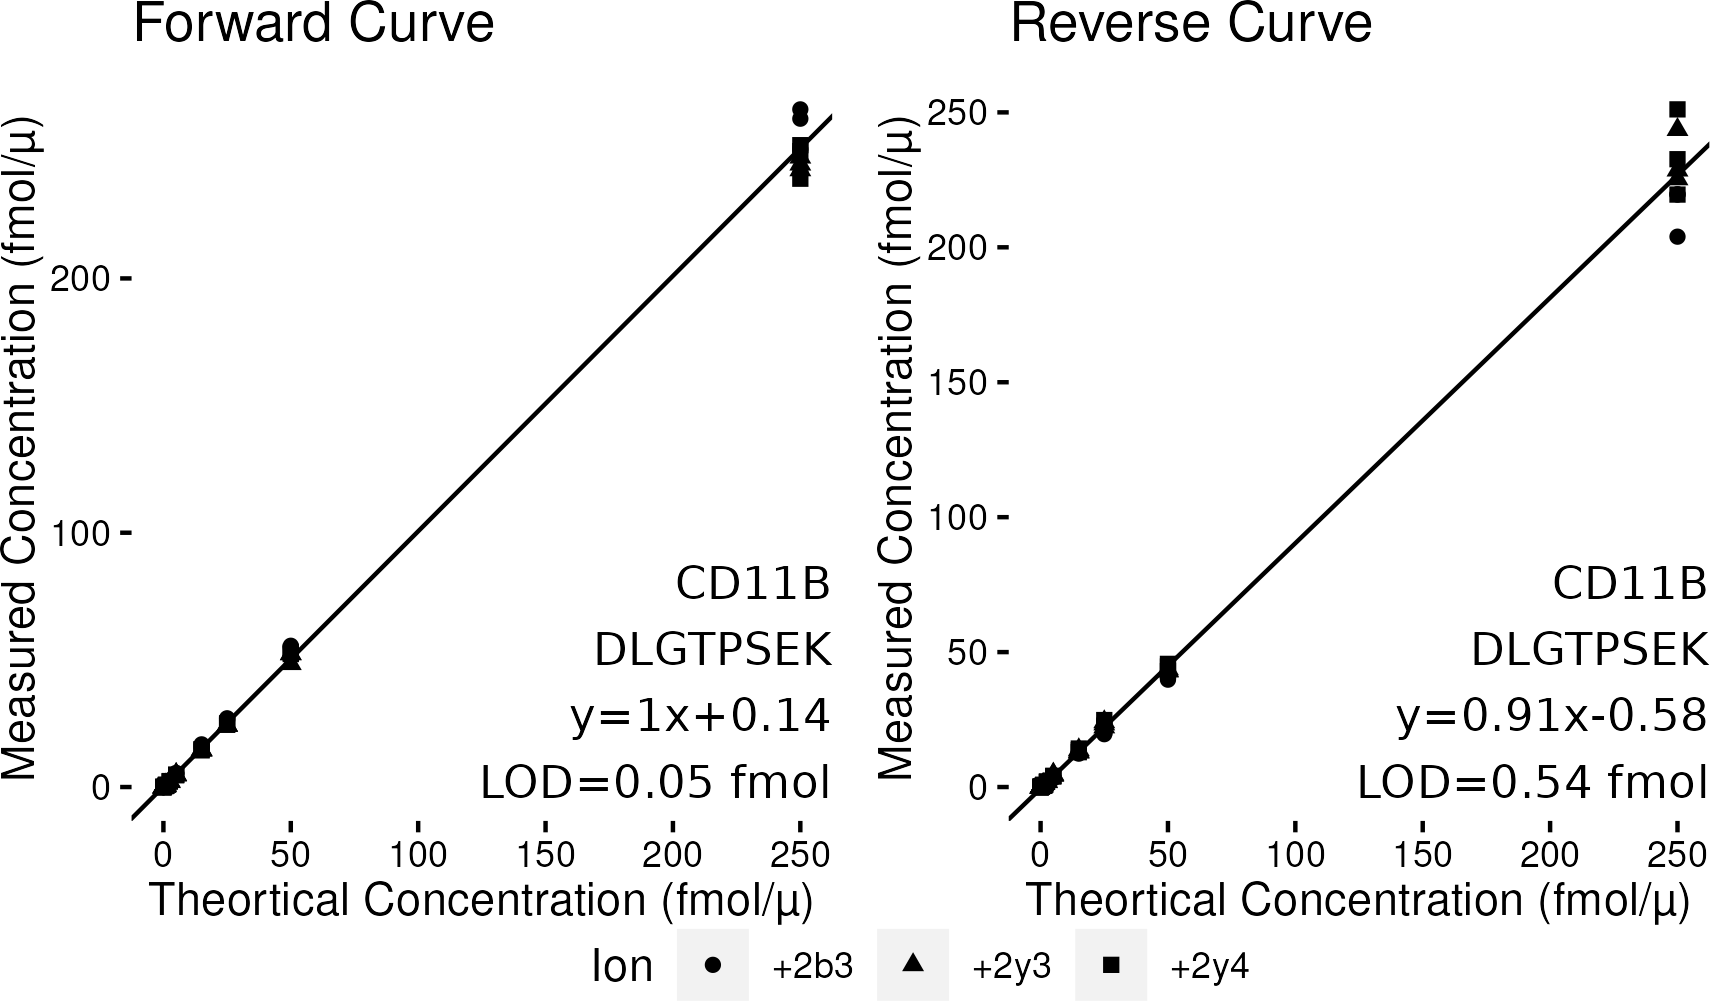 Forward Curve
Measured Concentration (fmol/µ)
200
100
0
CD11B
DLGTPSEK
y=1x+0.14
LOD=0.05 fmol
0 50 100 150 200 250
Theortical Concentration (fmol/µ)
Reverse Curve
Measured Concentration (fmol/µ)
250
200
150
100
50
0
CD11B
DLGTPSEK
y=0.91x-0.58
LOD=0.54 fmol
0 50 100 150 200 250
Theortical Concentration (fmol/µ)
Ion +2b3 +2y3 +2y4